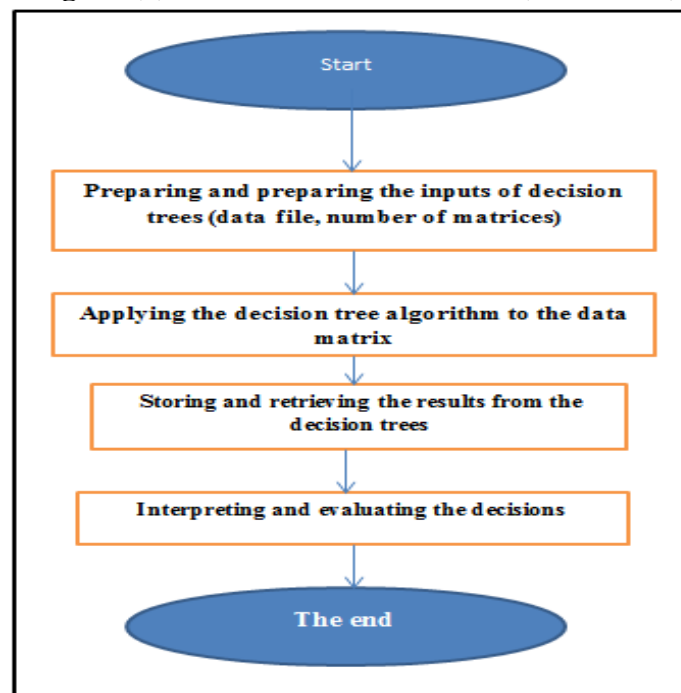 Start
Preparing and preparing the inputs of decision
trees (data file, number of matrices)
Applying the decision tree algorithm to the data
matrix
Storing and retrieving the results from the
decision trees
Interpreting and evaluating the decisions
The end